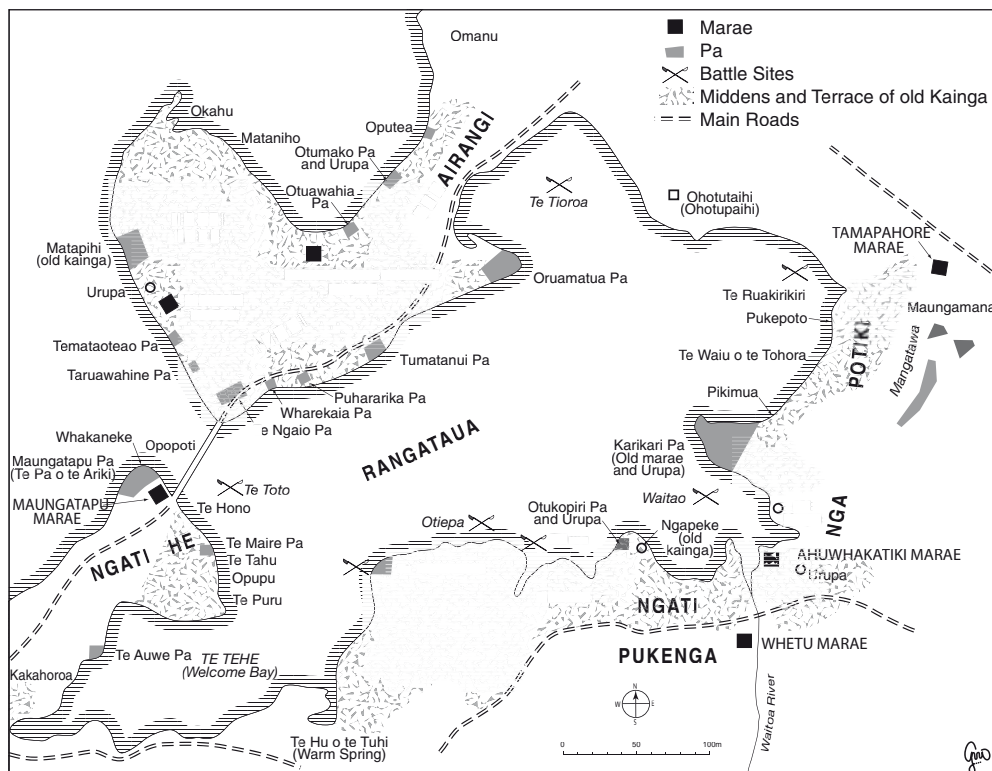 Marae
Pa
Battle Sites
Middens and Terrace of old Kainga
Main Roads
Omanu
Okahu
Mataniho
Oputea
Otumako Pa
and Urupa
AIRANGI
Otuawahia
Pa
Te Tioroa
Ohotutaihi
(Ohotupaihi)
TAMAPAHORE
MARAE
Matapihi
(old kainga)
Urupa
Oruamatua Pa
Te Ruakirikiri
Pukepoto
Maungamana
Mangatawa
POTIKI
Temataoteao Pa
Taruawahine Pa
Tumatanui Pa
Puhararika Pa
Wharekaia Pa
e Ngaio Pa
Te Waiu o te Tohora
Pikimua
Whakaneke
Opopoti
Maungatapu Pa
(Te Pa o te Ariki)
MAUNGATAPU
MARAE
RANGATAUA
Karikari Pa
(Old marae
and Urupa)
Te Toto
Te Hono
Waitao
NGA
Otiepa
Otukopiri Pa
and Urupa
Ngapeke
(old
kainga)
NGATI HE
Te Maire Pa
Te Tahu
Opupu
Te Puru
AHUWHAKATIKI MARAE
Urupa
NGATI
PUKENGA
WHETU MARAE
Te Auwe Pa
TE TEHE
(Welcome Bay)
Kakahoroa
Te Hu o te Tuhi
(Warm Spring)
N
W E
S
0 50 100m
Waitoa River